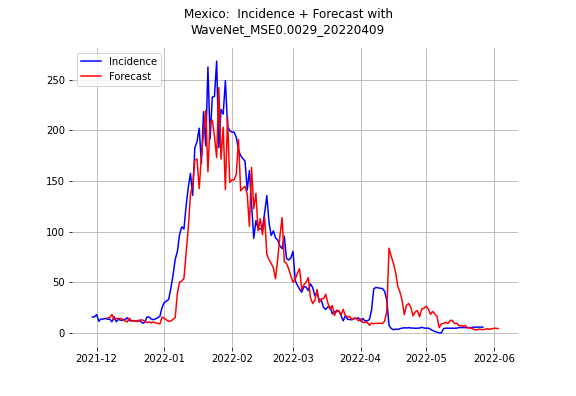 Mexico:  Incidence + Forecast with
WaveNet_MSE0.0029_20220409
Incidence
Forecast
250
200
150
100
50
0
2021-12 2022-01 2022-02 2022-03 2022-04 2022-05 2022-06